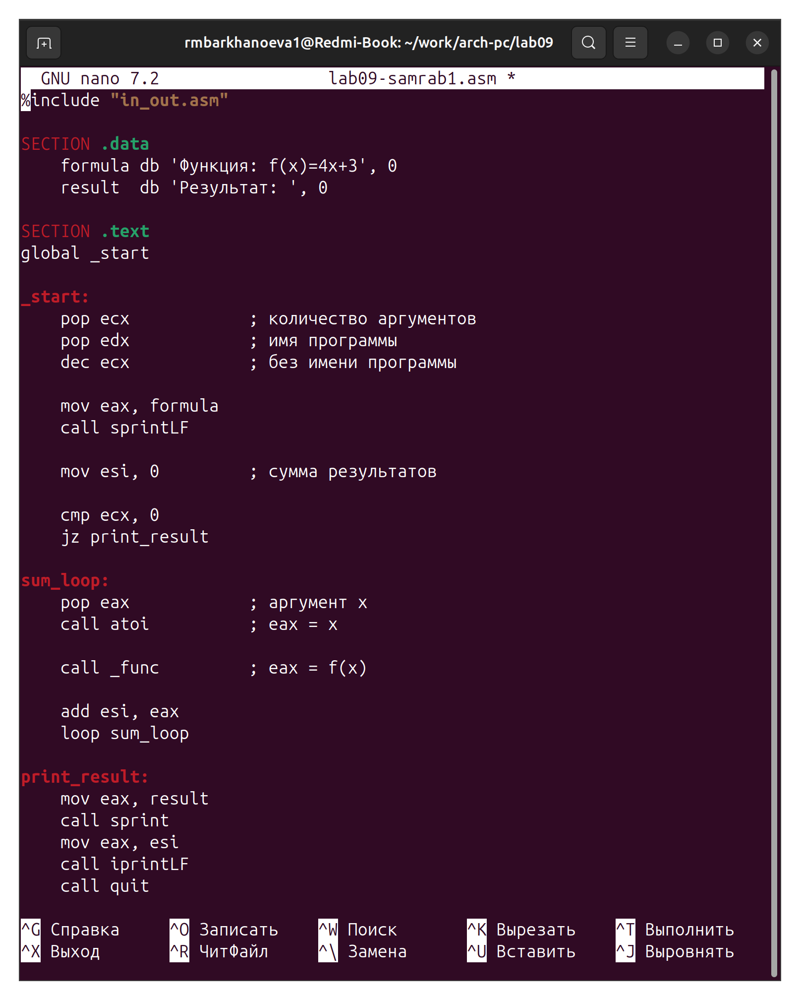 rmbarkhanoeva1@Redmi-Book: ~/work/arch-pc/lab09
GNU nano 7.2 lab09-samrab1.asm *
%include "in_out.asm"
SECTION .data
formula db 'Функция: f(x)=4x+3', 0
result db 'Результат: ', 0
SECTION .text
global _start
_start:
pop ecx ; количество аргументов
pop edx ; имя программы
dec ecx ; без имени программы
mov eax, formula
call sprintLF
mov esi, 0 ; сумма результатов
cmp ecx, 0
jz print_result
sum_loop:
pop eax ; аргумент x
call atoi ; eax = x
call _func ; eax = f(x)
add esi, eax
loop sum_loop
print_result:
mov eax, result
call sprint
mov eax, esi
call iprintLF
call quit
^G Справка ^O Записать ^W Поиск ^K Вырезать ^T Выполнить
^X Выход ^R ЧитФайл ^\ Замена ^U Вставить ^J Выровнять